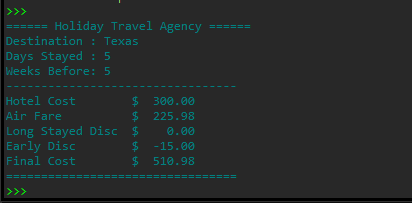 >>>
====== Holiday Travel Agency ======
Destination : Texas
Days Stayed : 5
Weeks Before: 5
---------------------------------
Hotel Cost        $  300.00
Air Fare          $  225.98
Long Stayed Disc  $    0.00
Early Disc        $  -15.00
Final Cost        $  510.98
=================================
>>>